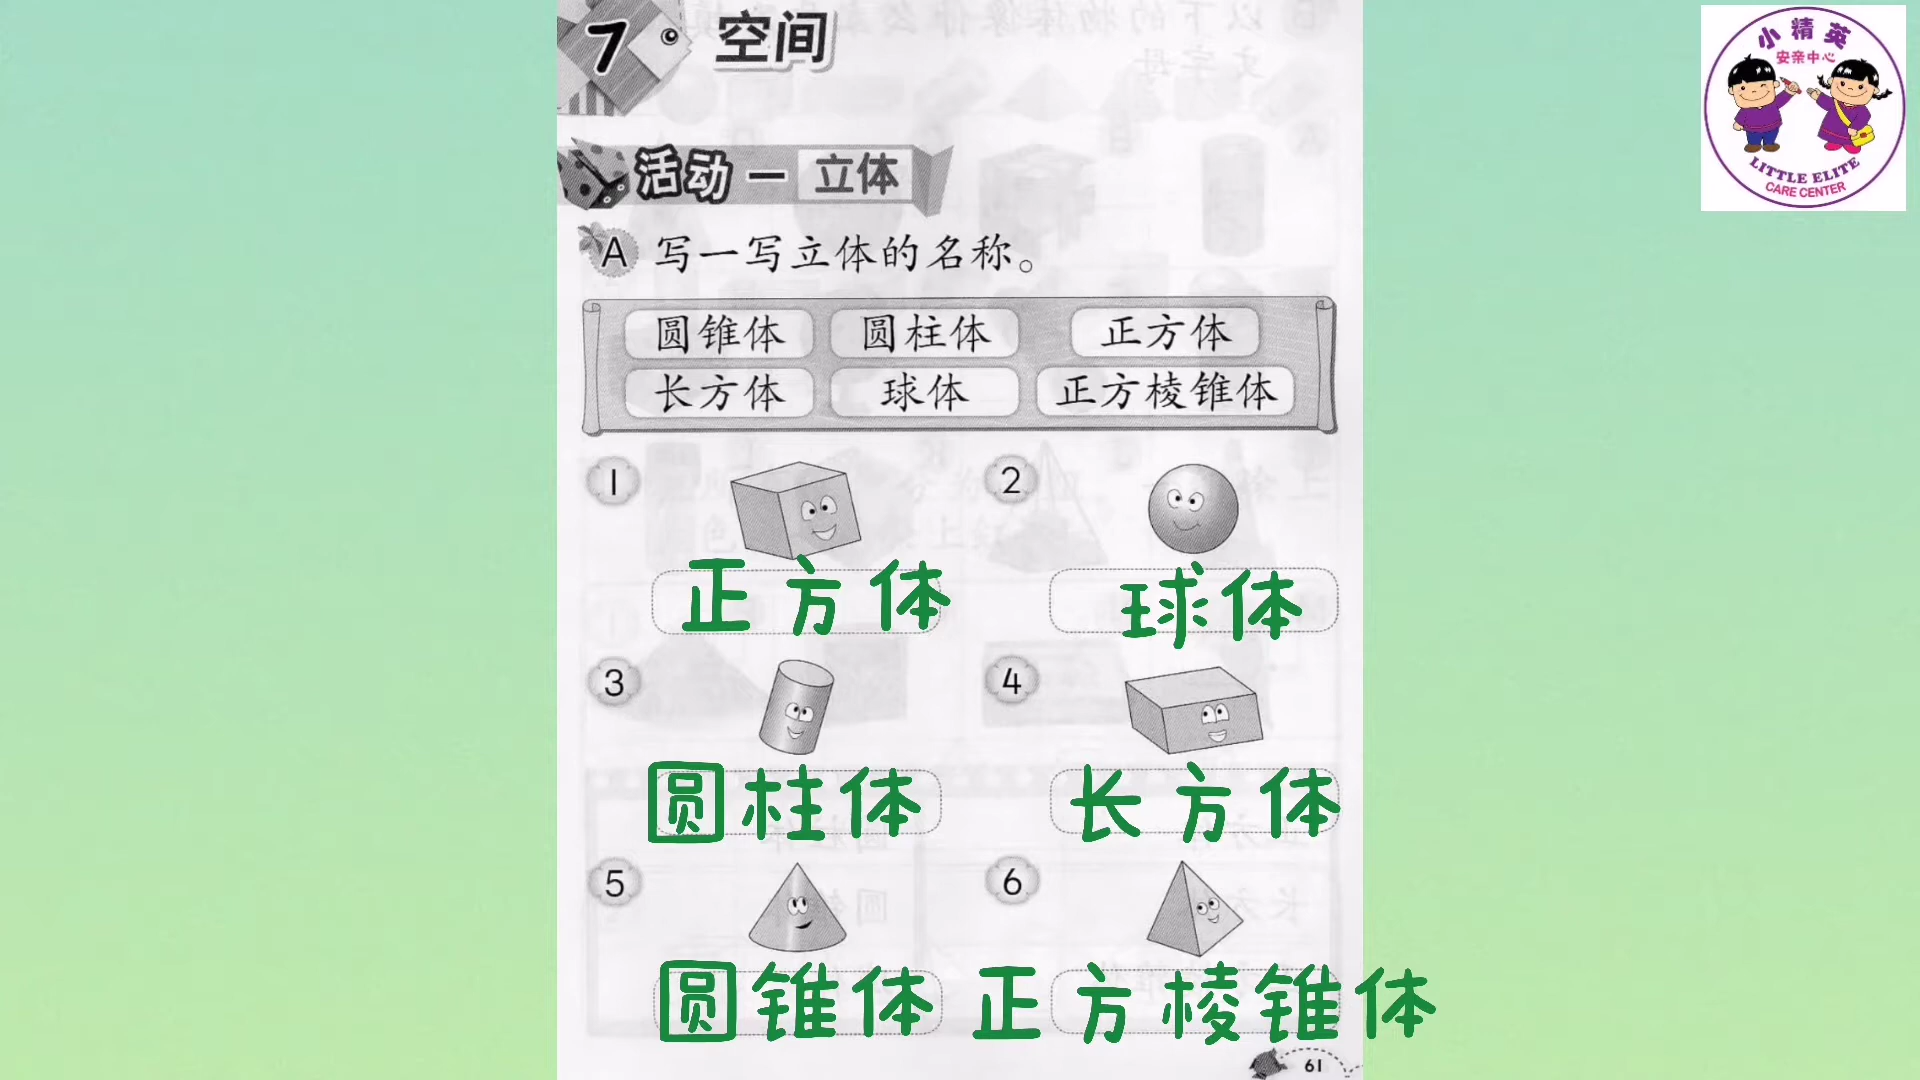 7 空间
活动一 立体
A 写一写立体的名称。
圆锥体 圆柱体 正方体
长方体 球体 正方棱锥体
1 2
正方体 球体
3 4
圆柱体 长方体
5 6
圆锥体 正方棱锥体
61
小精英
安亲中心
LITTLE ELITE
CARE CENTER